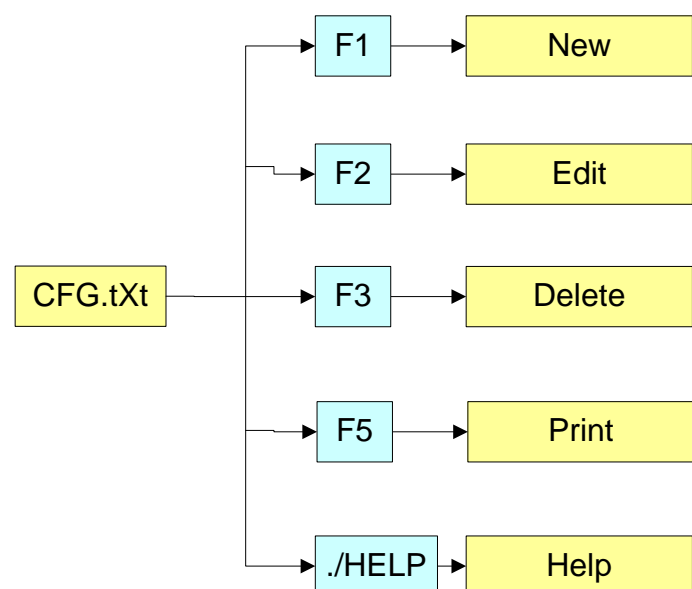 F1
New
F2
Edit
CFG.tXt
F3
Delete
F5
Print
./HELP
Help